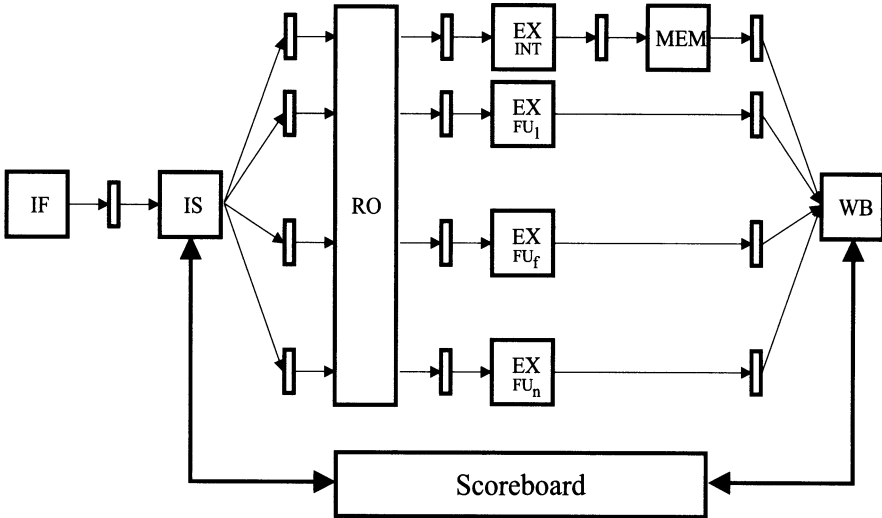 EX
INT
MEM
EX
FU1
IF
IS
RO
WB
EX
FUf
EX
FUn
Scoreboard